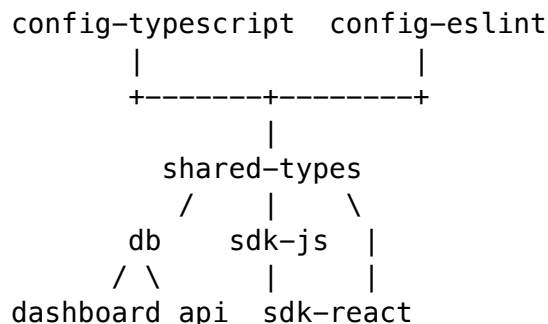 config-typescript config-eslint
shared-types
db sdk-js
dashboard api sdk-react